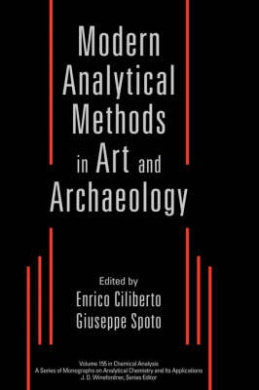 Modern
Analytical
Methods
in Art and
Archaeology
Edited by
Enrico Ciliberto
Giuseppe Spoto
Volume 155 in Chemical Analysis
A Series of Monographs on Analytical Chemistry and Its Applications
J. D. Winefordner, Series Editor